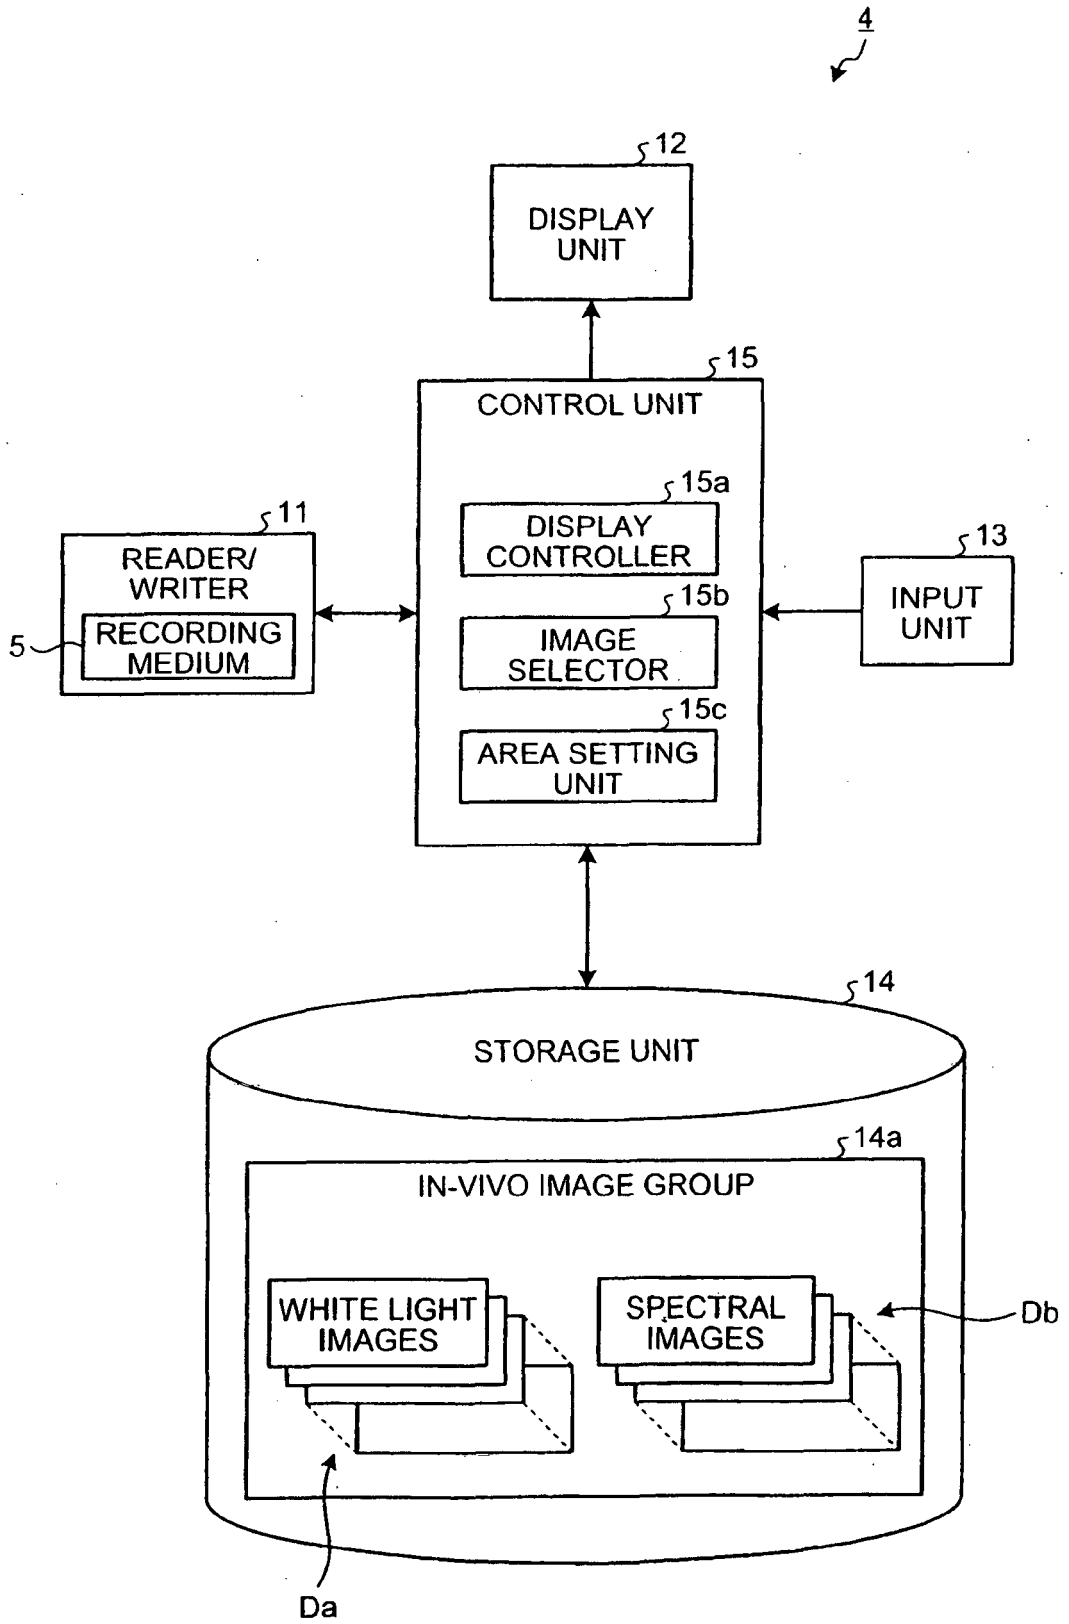 4
12
DISPLAY
UNIT
15
CONTROL UNIT
15a
DISPLAY
CONTROLLER
11
READER/
WRITER
5
RECORDING
MEDIUM
13
INPUT
UNIT
15b
IMAGE
SELECTOR
15c
AREA SETTING
UNIT
14
STORAGE UNIT
14a
IN-VIVO IMAGE GROUP
WHITE LIGHT
IMAGES
SPECTRAL
IMAGES
Db
Da